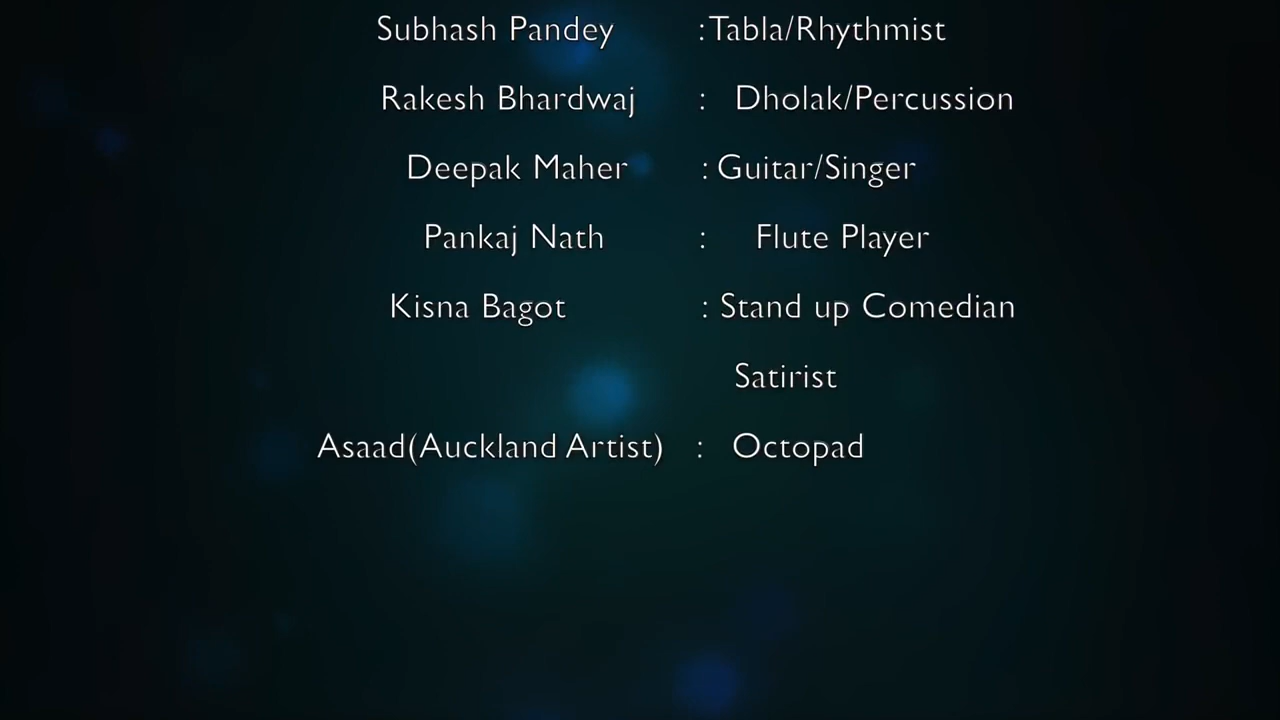 Subhash Pandey : Tabla/Rhythmist
Rakesh Bhardwaj : Dholak/Percussion
Deepak Maher : Guitar/Singer
Pankaj Nath : Flute Player
Kisna Bagot : Stand up Comedian
Satirist
Asaad(Auckland Artist) : Octopad